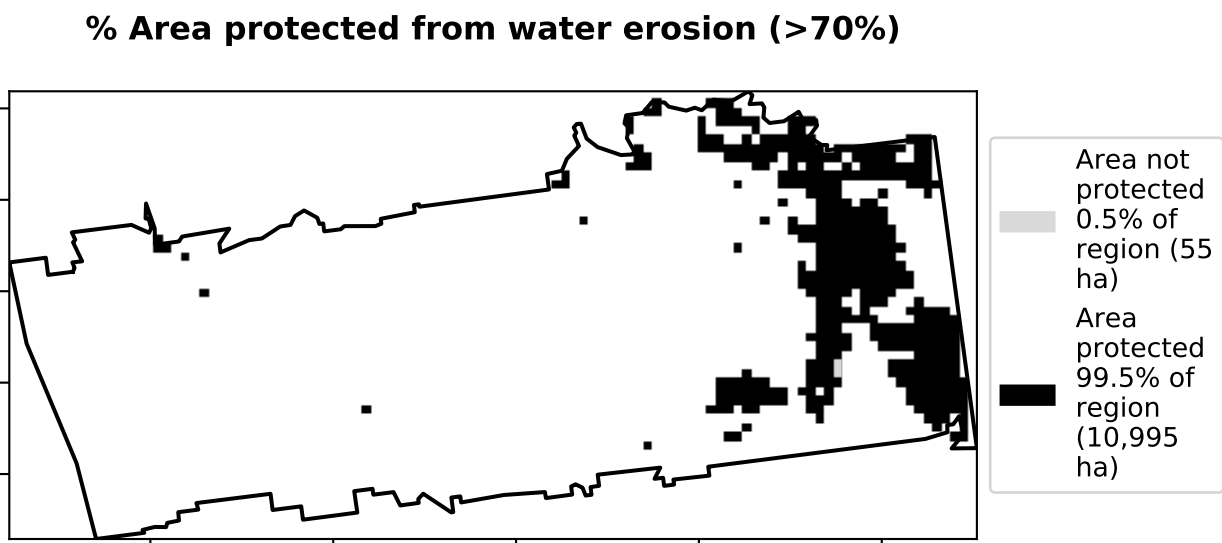 % Area protected from water erosion (>70%)
Area not
protected
0.5% of
region (55
ha)
Area
protected
99.5% of
region
(10,995
ha)